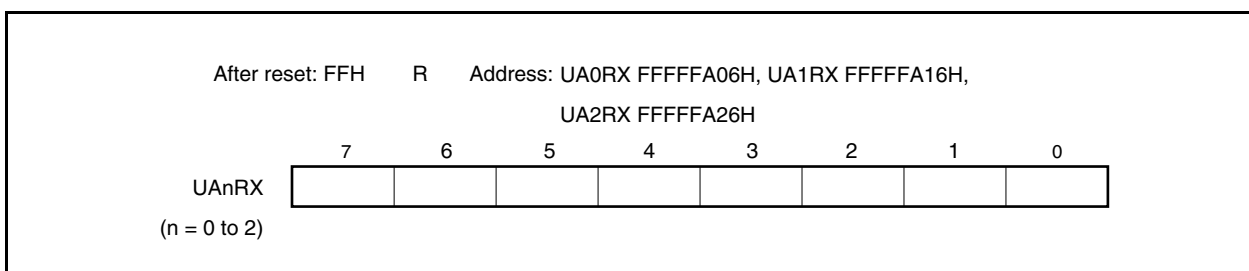 After reset: FFH R Address: UA0RX FFFFFA06H, UA1RX FFFFFA16H,
UA2RX FFFFFA26H
7 6 5 4 3 2 1 0
UAnRX
(n = 0 to 2)